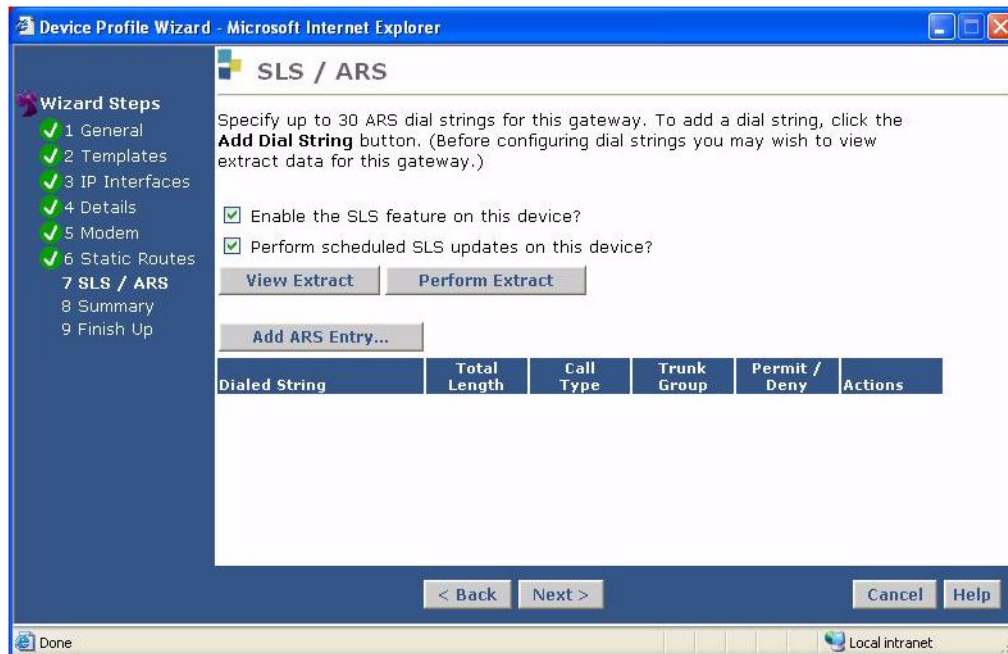 Device Profile Wizard - Microsoft Internet Explorer
SLS / ARS
Wizard Steps
1 General
2 Templates
3 IP Interfaces
4 Details
5 Modem
6 Static Routes
7 SLS / ARS
8 Summary
9 Finish Up
Specify up to 30 ARS dial strings for this gateway. To add a dial string, click the
Add Dial String button. (Before configuring dial strings you may wish to view
extract data for this gateway.)
Enable the SLS feature on this device?
Perform scheduled SLS updates on this device?
View Extract Perform Extract
Add ARS Entry...
Dialed String Total Length Call Type Trunk Group Permit / Deny Actions
< Back Next > Cancel Help
Done Local intranet